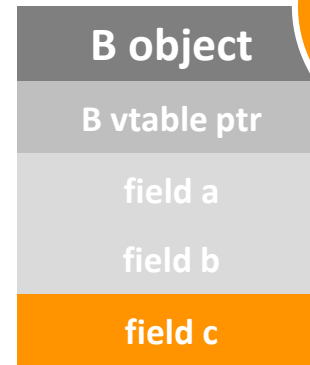 B object
B vtable ptr
field a
field b
field c